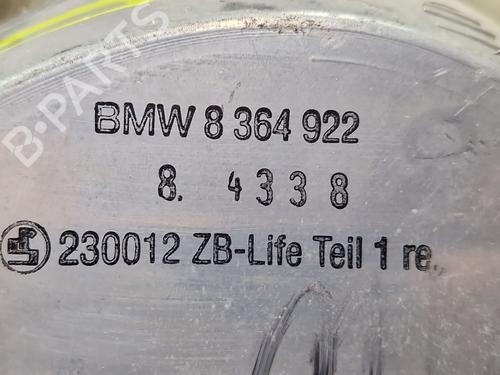 B-PARTS
BMW 8 364 922
8. 4338
230012 ZB-Life Teil 1 re.